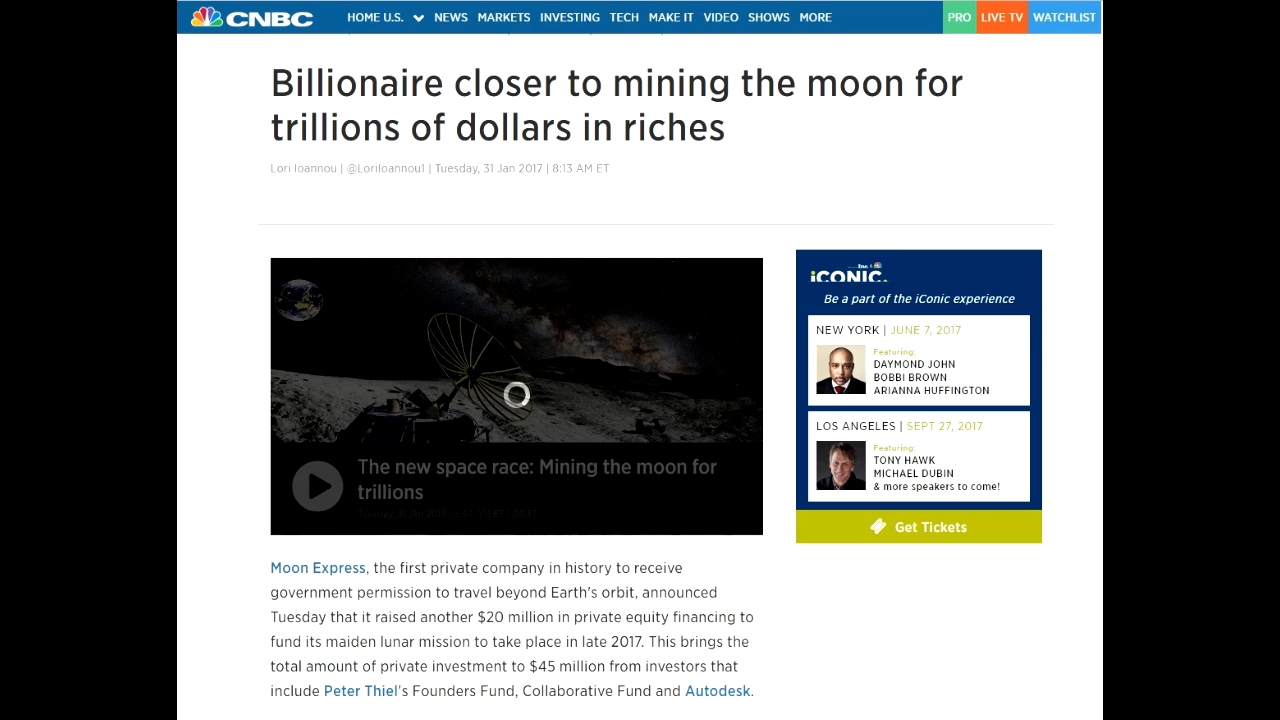 CNBC
HOME U.S. NEWS MARKETS INVESTING TECH MAKE IT VIDEO SHOWS MORE PRO LIVE TV WATCHLIST
Billionaire closer to mining the moon for
trillions of dollars in riches
Lori Ioannou | @LoriIoannou1 | Tuesday, 31 Jan 2017 | 8:13 AM ET
The new space race: Mining the moon for
trillions
Tuesday, 31 Jan 2017
Moon Express, the first private company in history to receive
government permission to travel beyond Earth's orbit, announced
Tuesday that it raised another $20 million in private equity financing to
fund its maiden lunar mission to take place in late 2017. This brings the
total amount of private investment to $45 million from investors that
include Peter Thiel's Founders Fund, Collaborative Fund and Autodesk.
Inc.
iCONIC.
Be a part of the iConic experience
NEW YORK | JUNE 7, 2017
Featuring:
DAYMOND JOHN
BOBBI BROWN
ARIANNA HUFFINGTON
LOS ANGELES | SEPT 27, 2017
Featuring:
TONY HAWK
MICHAEL DUBIN
& more speakers to come!
Get Tickets